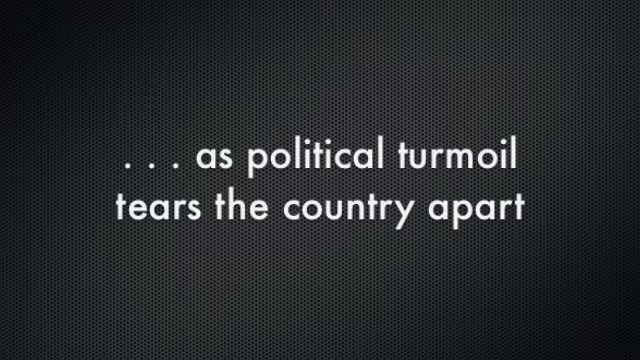 . . . as political turmoil
tears the country apart